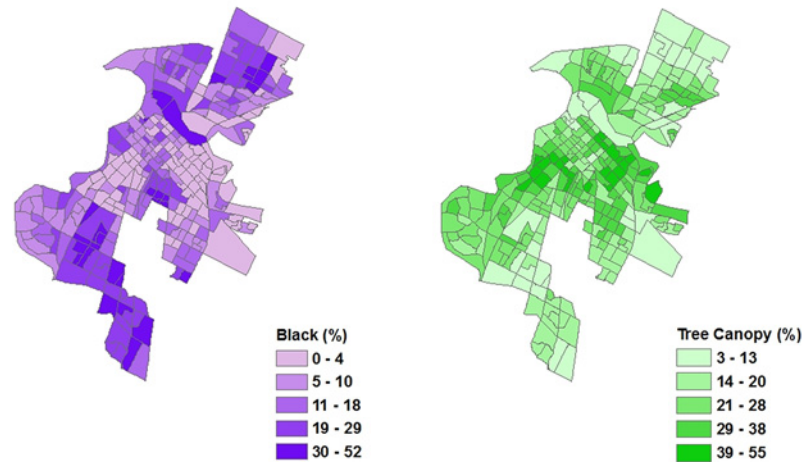 Black (%)
0 - 4
5 - 10
11 - 18
19 - 29
30 - 52
Tree Canopy (%)
3 - 13
14 - 20
21 - 28
29 - 38
39 - 55